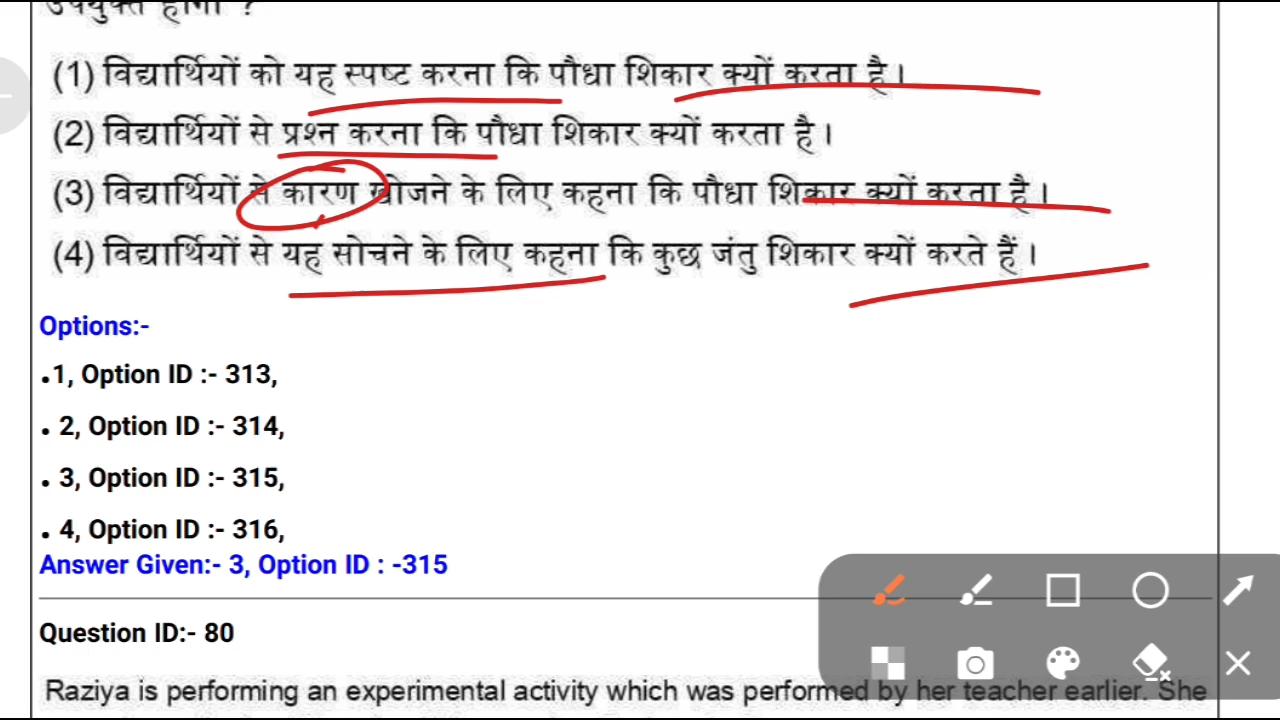 उपयुक्त होगा ?
(1) विद्यार्थियों को यह स्पष्ट करना कि पौधा शिकार क्यों करता है।
(2) विद्यार्थियों से प्रश्न करना कि पौधा शिकार क्यों करता है।
(3) विद्यार्थियों से कारण खोजने के लिए कहना कि पौधा शिकार क्यों करता है।
(4) विद्यार्थियों से यह सोचने के लिए कहना कि कुछ जंतु शिकार क्यों करते हैं।
Options:-
.1, Option ID :- 313,
. 2, Option ID :- 314,
. 3, Option ID :- 315,
. 4, Option ID :- 316,
Answer Given:- 3, Option ID : -315
Question ID:- 80
Raziya is performing an experimental activity which was performed by her teacher earlier. She